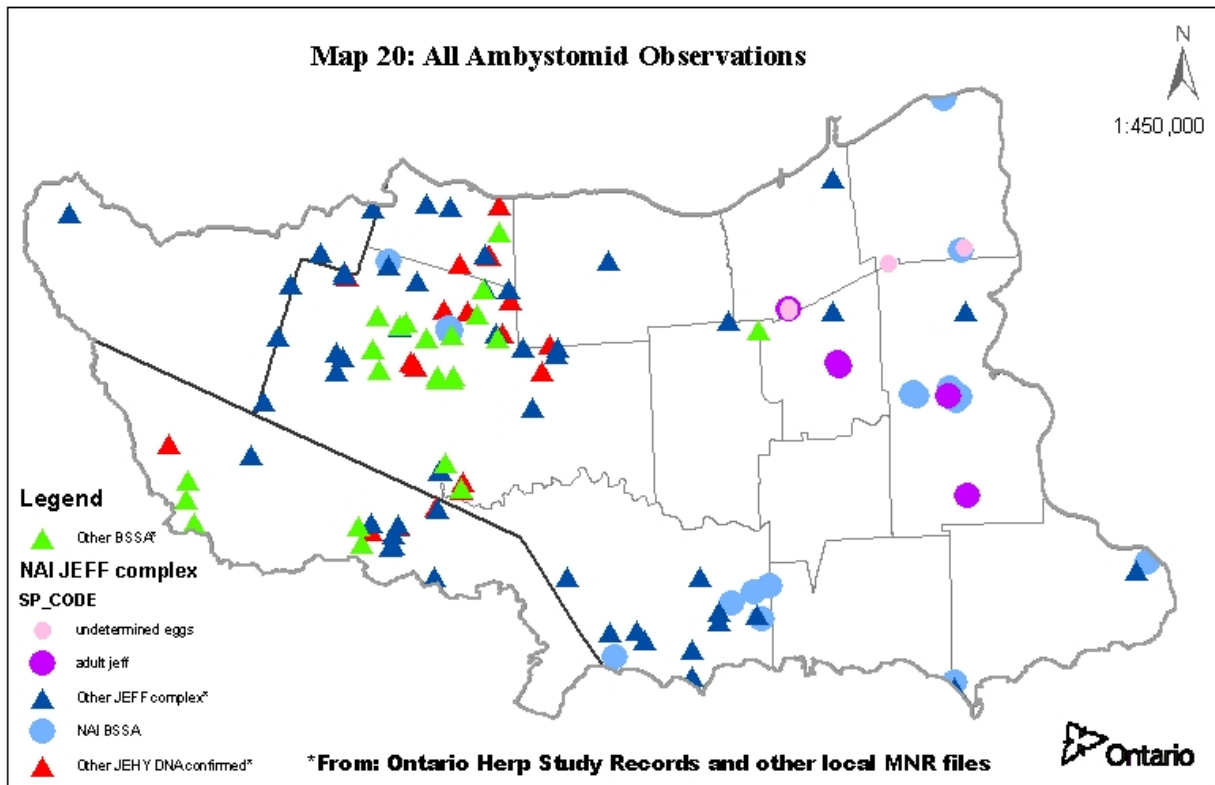 Map 20: All Ambystomid Observations
N
1:450,000
Legend
Other BSSA*
NAI JEFF complex
SP_CODE
undetermined eggs
adult jeff
Other JEFF complex*
NAI BSSA
Other JEHY DNA confirmed*
*From: Ontario Herp Study Records and other local MNR files
Ontario